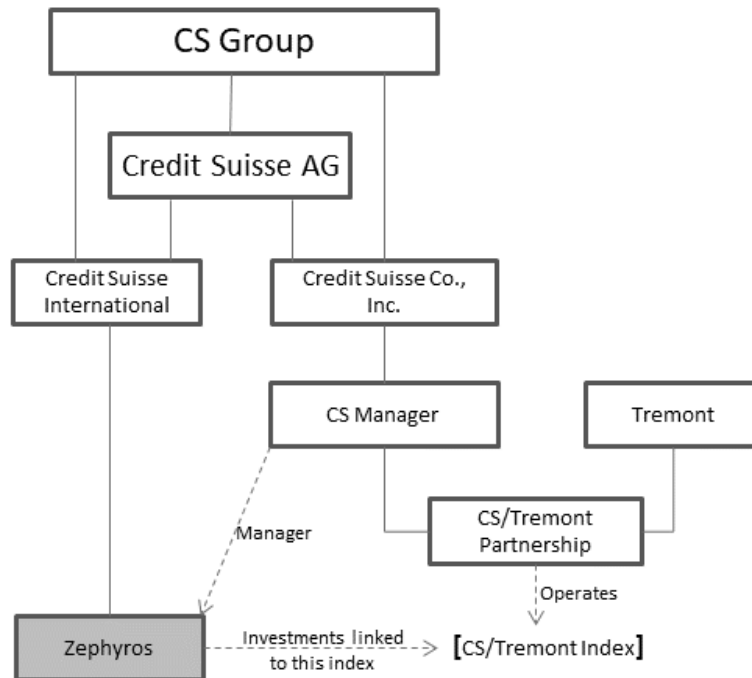 CS Group
Credit Suisse AG
Credit Suisse
International
Credit Suisse Co.,
Inc.
CS Manager
Tremont
Manager
CS/Tremont
Partnership
Operates
Zephyros
Investments linked
to this index
[CS/Tremont Index]